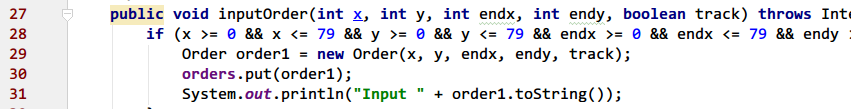 27 public void inputOrder(int x, int y, int endx, int endy, boolean track) throws Inte
28 if (x >= 0 && x <= 79 && y >= 0 && y <= 79 && endx >= 0 && endx <= 79 && endy
29 Order order1 = new Order(x, y, endx, endy, track);
30 orders.put(order1);
31 System.out.println("Input " + order1.toString());